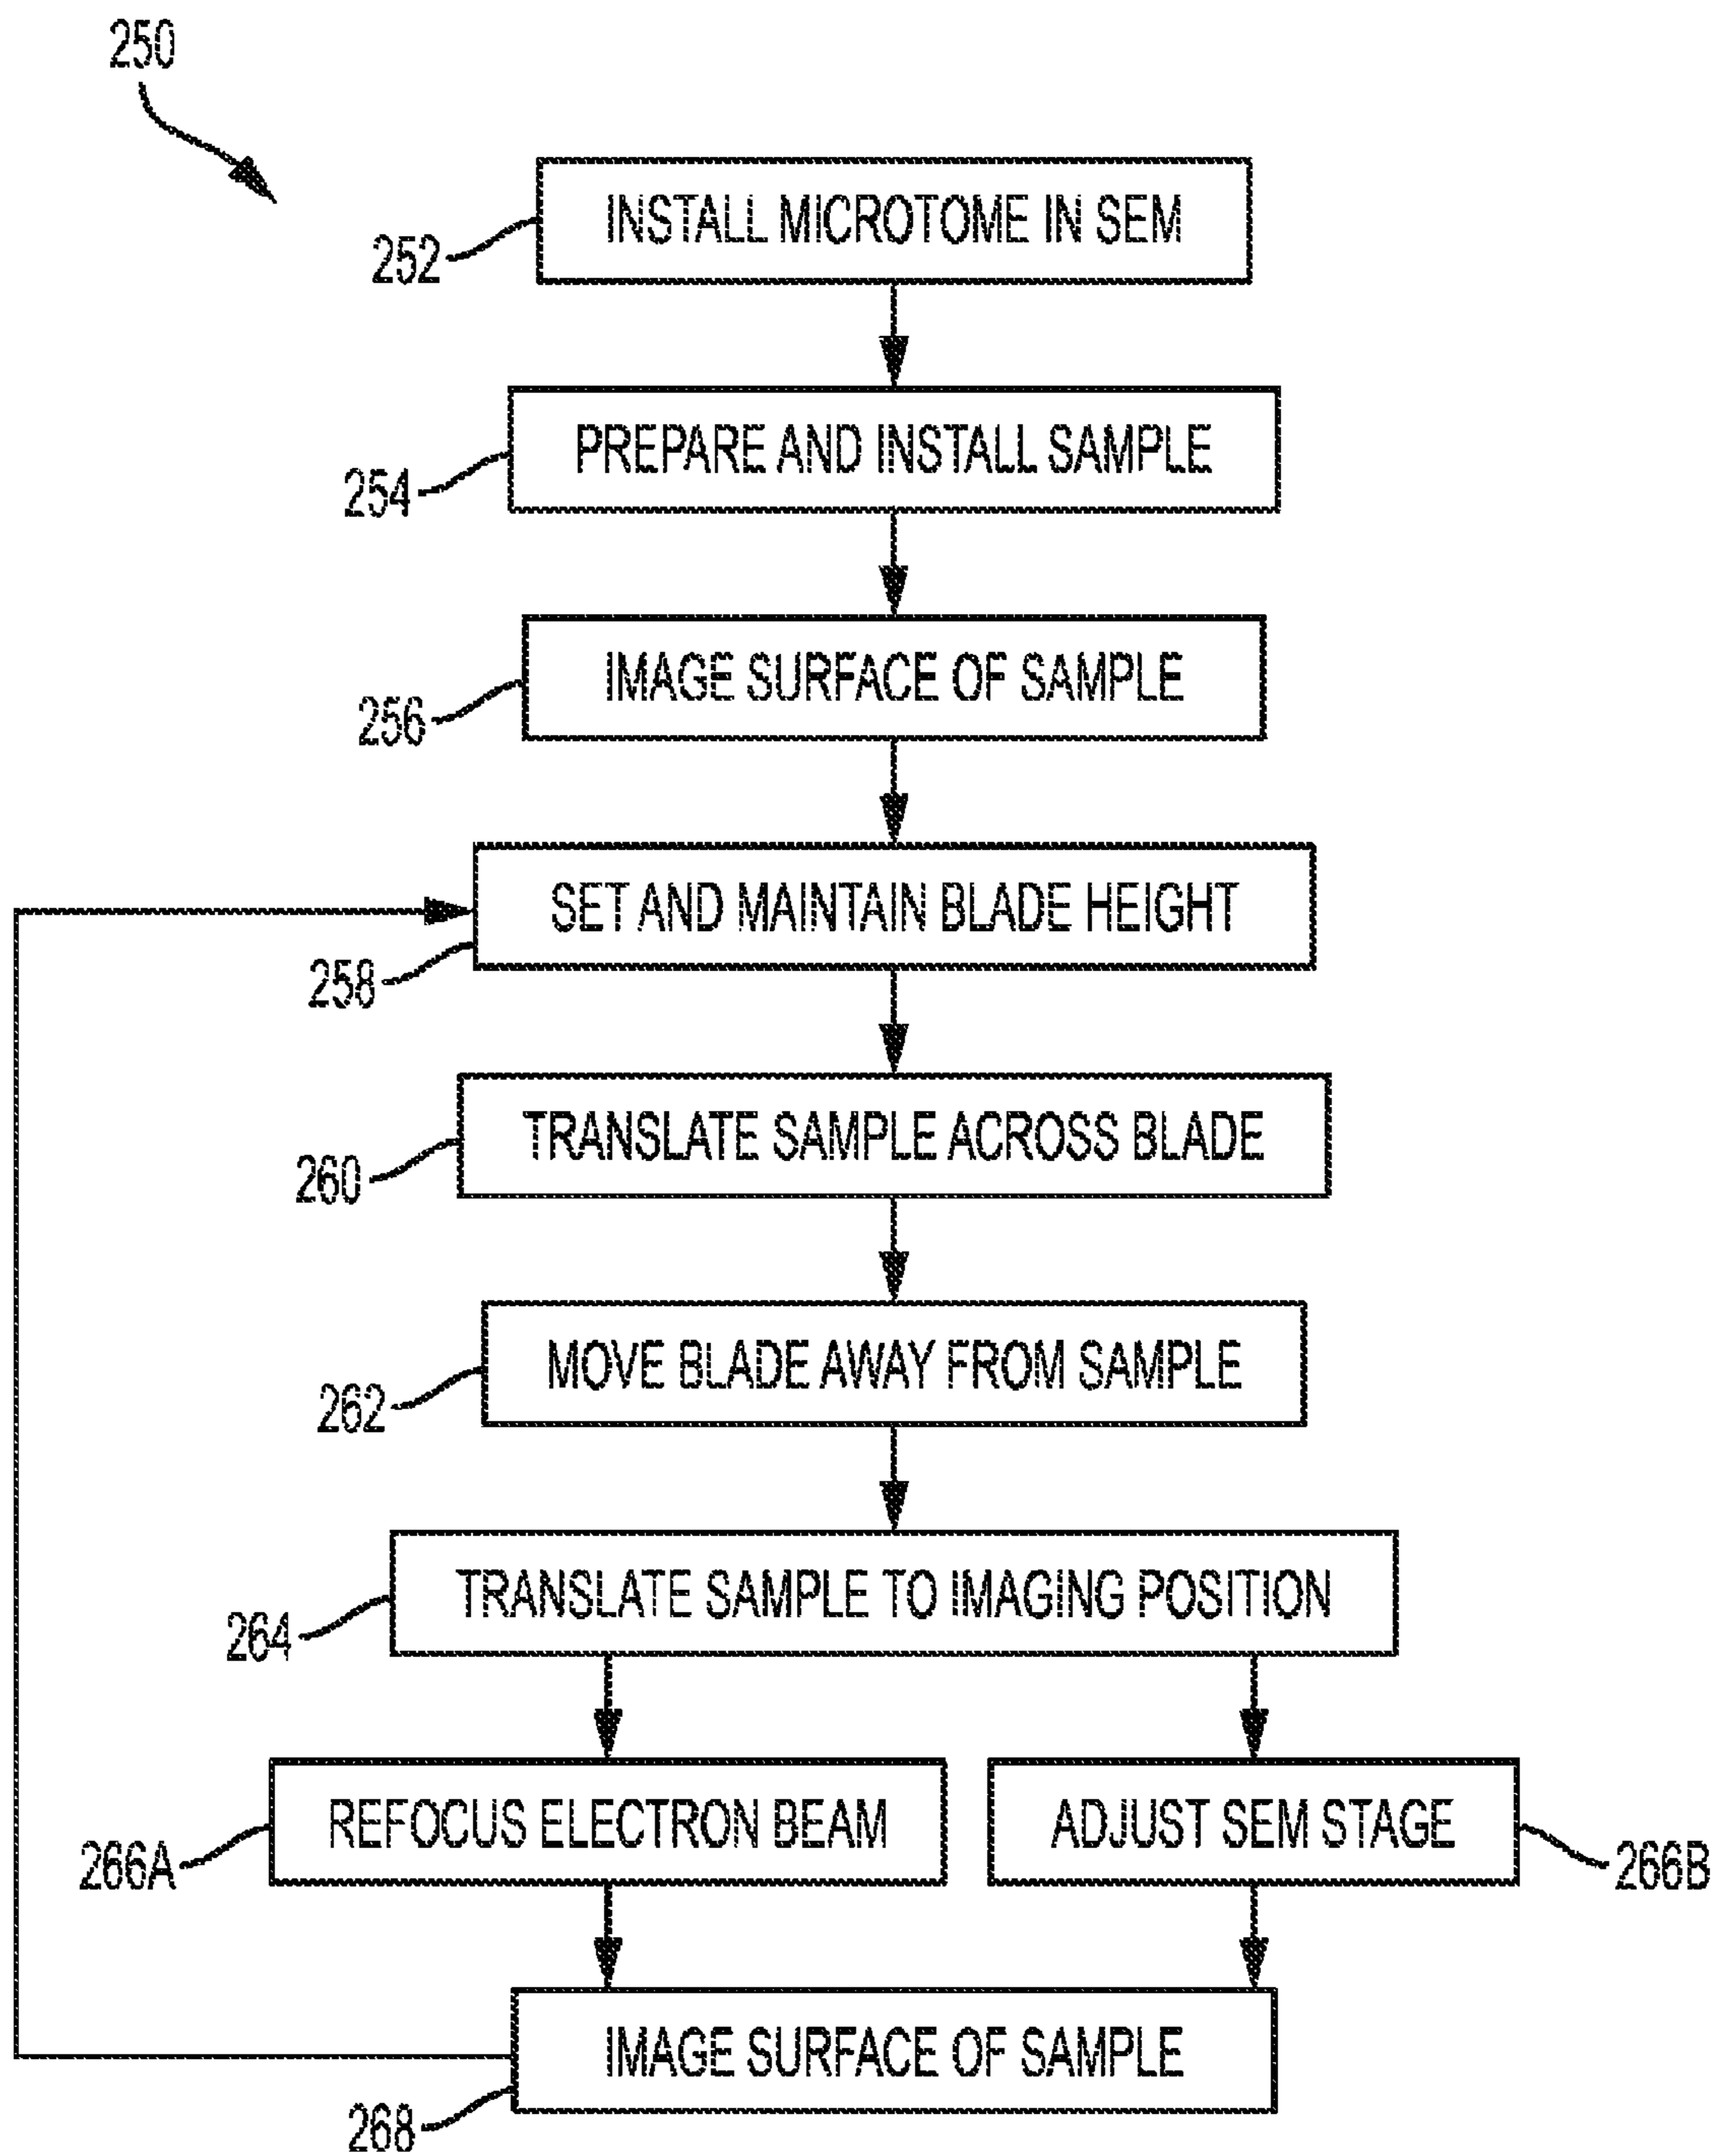 250
INSTALL MICROTOME IN SEM
252
PREPARE AND INSTALL SAMPLE
254
IMAGE SURFACE OF SAMPLE
256
SET AND MAINTAIN BLADE HEIGHT
258
TRANSLATE SAMPLE ACROSS BLADE
260
MOVE BLADE AWAY FROM SAMPLE
262
TRANSLATE SAMPLE TO IMAGING POSITION
264
REFOCUS ELECTRON BEAM
266A
ADJUST SEM STAGE
266B
IMAGE SURFACE OF SAMPLE
268